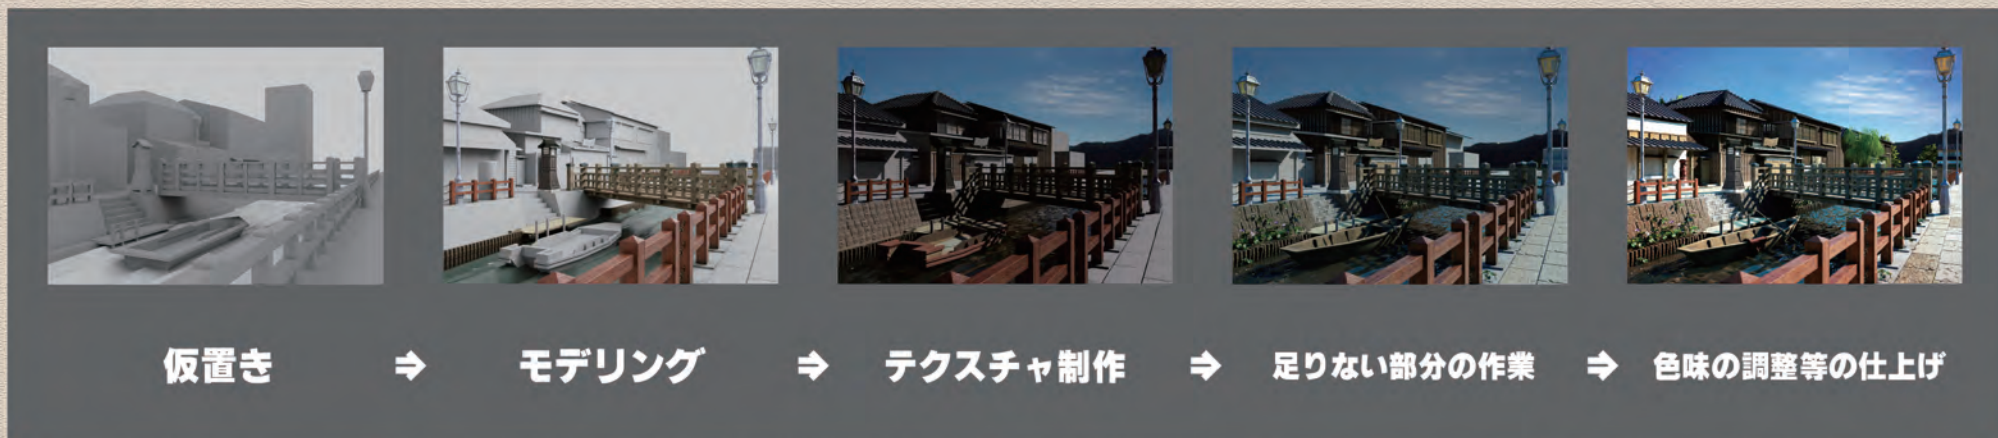 仮置き ➡ モデリング ➡ テクスチャ制作 ➡ 足りない部分の作業 ➡ 色味の調整等の仕上げ